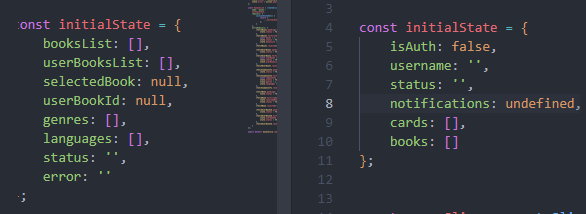 onst initialState = {
booksList: [],
userBooksList: [],
selectedBook: null,
userBookId: null,
genres: [],
languages: [],
status: '',
error: ''
;
3
4 const initialState = {
5 isAuth: false,
6 username: '',
7 status: '',
8 notifications: undefined,
9 cards: [],
10 books: []
11 };
12
13